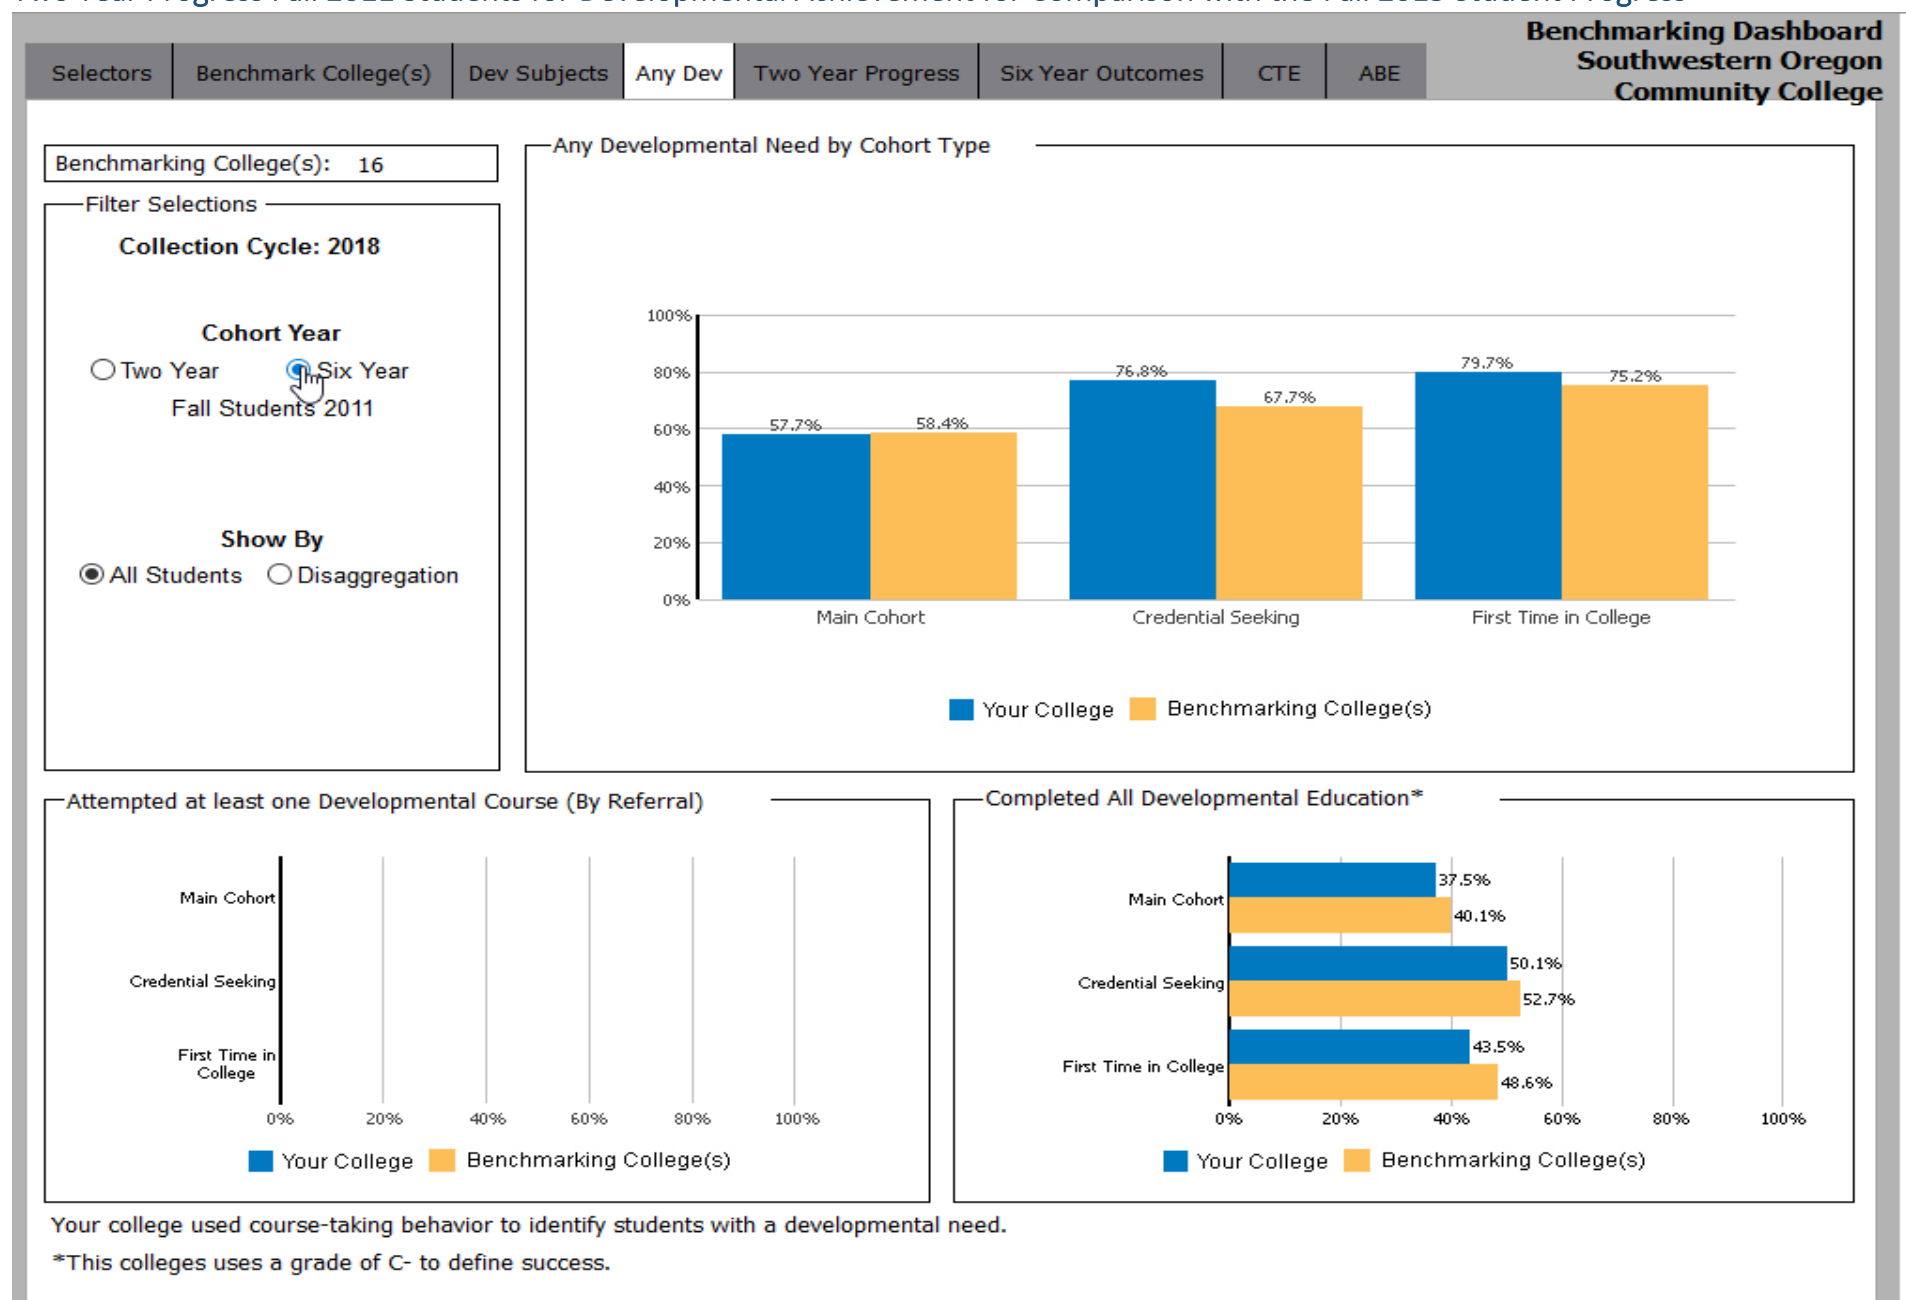 Benchmarking Dashboard
Southwestern Oregon
Community College
Selectors
Benchmark College(s)
Dev Subjects
Any Dev
Two Year Progress
Six Year Outcomes
CTE
ABE
Benchmarking College(s): 16
Filter Selections
Collection Cycle: 2018
Cohort Year
Two Year
Six Year
Fall Students 2011
Show By
All Students
Disaggregation
Any Developmental Need by Cohort Type
100%
80%
60%
40%
20%
0%
57.7%
58.4%
76.8%
67.7%
79.7%
75.2%
Main Cohort
Credential Seeking
First Time in College
Your College
Benchmarking College(s)
Attempted at least one Developmental Course (By Referral)
Main Cohort
Credential Seeking
First Time in
College
0%
20%
40%
60%
80%
100%
Your College
Benchmarking College(s)
Completed All Developmental Education*
Main Cohort
37.5%
40.1%
Credential Seeking
50.1%
52.7%
First Time in College
43.5%
48.6%
0%
20%
40%
60%
80%
100%
Your College
Benchmarking College(s)
Your college used course-taking behavior to identify students with a developmental need.
*This colleges uses a grade of C- to define success.